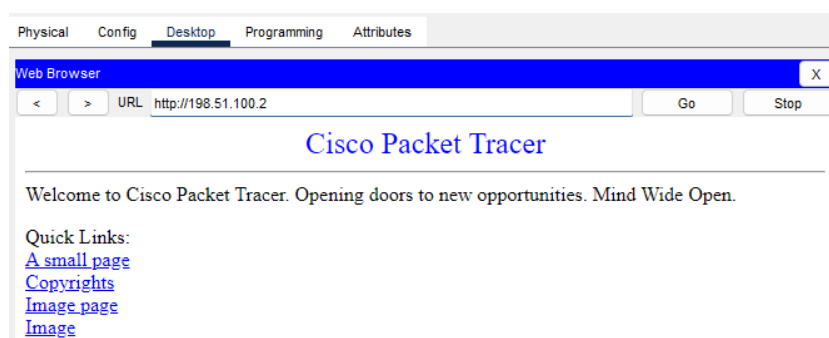 Physical Config Desktop Programming Attributes
Web Browser X
< > URL http://198.51.100.2 Go Stop
Cisco Packet Tracer
Welcome to Cisco Packet Tracer. Opening doors to new opportunities. Mind Wide Open.
Quick Links:
A small page
Copyrights
Image page
Image